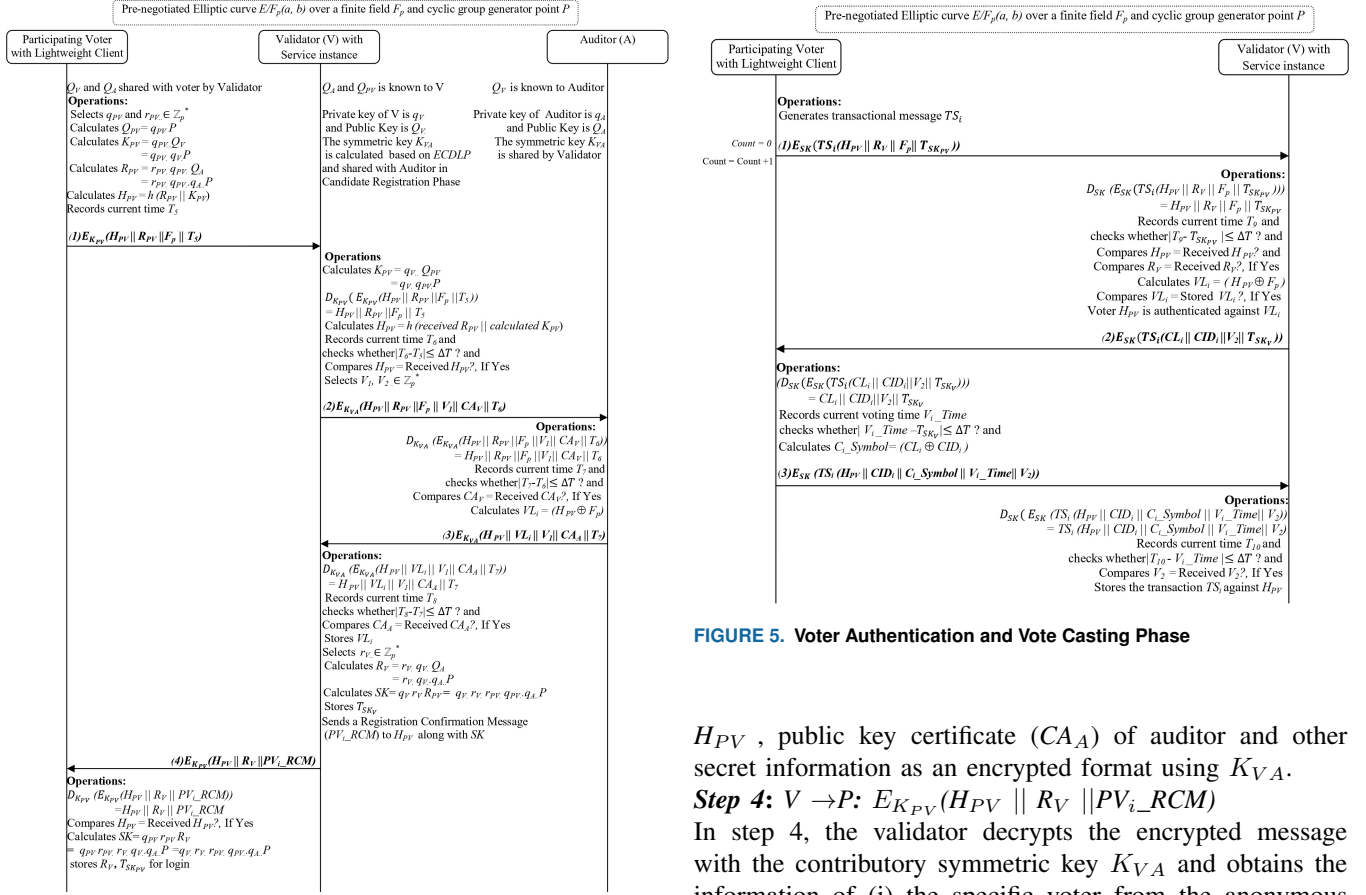 Pre-negotiated Elliptic curve E/Fp(a, b) over a finite field Fp and cyclic group generator point P
Participating Voter
with Lightweight Client
Validator (V) with
Service instance
Auditor (A)
QV and QA shared with voter by Validator
Operations:
Selects qPV and rPV ∈ ℤp*
Calculates QPV = qPV P
Calculates KPV = qPV. QV
= qPV. qV.P
Calculates RPV = rPV. qPV. QA
= rPV. qPV.qA.P
Calculates HPV = h (RPV || KPV)
Records current time T5
QA and QPV is known to V
Private key of V is qV
and Public Key is QV.
The symmetric key KVA
is calculated based on ECDLP
and shared with Auditor in
Candidate Registration Phase
QV is known to Auditor
Private key of Auditor is qA
and Public Key is QA
The symmetric key KVA
is shared by Validator
(1)EKPV(HPV || RPV ||Fp || T5)
Operations
Calculates KPV = qV. QPV
= qV. qPV.P
DKPV( EKPV(HPV || RPV ||Fp ||T5))
= HPV || RPV ||Fp || T5
Calculates HPV = h (received RPV || calculated KPV)
Records current time T6 and
checks whether|T6-T5|≤ ΔT ? and
Compares HPV = Received HPV?, If Yes
Selects V1, V2 ∈ ℤp*
(2)EKVA(HPV || RPV ||Fp || V1|| CAV || T6)
Operations:
DKVA (EKVA(HPV || RPV ||Fp ||V1|| CAV || T6))
= HPV || RPV ||Fp ||V1|| CAV || T6
Records current time T7 and
checks whether|T7-T6|≤ ΔT ? and
Compares CAV = Received CAV?, If Yes
Calculates VLi = (HPV⊕ Fp)
(3)EKVA(HPV || VLi || V1|| CAA || T7)
Operations:
DKVA (EKVA(HPV || VLi || V1|| CAA || T7))
= HPV || VLi || V1|| CAA || T7
Records current time T8
checks whether|T8-T7|≤ ΔT ? and
Compares CAA = Received CAA?, If Yes
Stores VLi
Selects rV. ∈ ℤp*
Calculates RV = rV. qV. QA
= rV. qV.qA.P
Calculates SK= qV rV RPV = qV. rV. rPV. qPV.qA.P
Stores TSKV
Sends a Registration Confirmation Message
(PVi_RCM) to HPV along with SK
(4)EKPV(HPV || RV ||PVi_RCM)
Operations:
DKPV (EKPV(HPV || RV || PVi_RCM))
=HPV || RV || PVi_RCM
Compares HPV = Received HPV?, If Yes
Calculates SK= qPV rPV RV
= qPV rPV. rV. qV.qA.P =qV. rV. rPV. qPV.qA.P
stores RV, TSKPV for login
Pre-negotiated Elliptic curve E/Fp(a, b) over a finite field Fp and cyclic group generator point P
Participating Voter
with Lightweight Client
Validator (V) with
Service instance
Operations:
Generates transactional message TSi
Count = 0
(1)ESK(TSi(HPV || RV || Fp|| TSKPV))
Count = Count +1
Operations:
DSK (ESK(TSi(HPV || RV || Fp || TSKPV)))
= HPV || RV || Fp || TSKPV
Records current time T9 and
checks whether|T9- TSKPV |≤ ΔT ? and
Compares HPV = Received HPV? and
Compares RV = Received RV?, If Yes
Calculates VLi = ( HPV⊕ Fp)
Compares VLi = Stored VLi ?, If Yes
Voter HPV is authenticated against VLi
(2)ESK(TSi(CLi || CIDi ||V2|| TSKV))
Operations:
(DSK(ESK(TSi(CLi || CIDi||V2|| TSKV)))
= CLi || CIDi||V2|| TSKV
Records current voting time Vi_Time
checks whether| Vi_Time –TSKV|≤ ΔT ? and
Calculates Ci_Symbol= (CLi ⊕ CIDi )
(3)ESK (TSi (HPV || CIDi || Ci_Symbol || Vi_Time|| V2))
Operations:
DSK( ESK (TSi (HPV || CIDi || Ci_Symbol || Vi_Time|| V2))
= TSi (HPV || CIDi || Ci_Symbol || Vi_Time|| V2)
Records current time T10 and
checks whether|T10 - Vi_Time |≤ ΔT ? and
Compares V2 = Received V2?, If Yes
Stores the transaction TSi against HPV
FIGURE 5. Voter Authentication and Vote Casting Phase
HPV , public key certificate (CAA) of auditor and other
secret information as an encrypted format using KVA.
Step 4: V →P: EKPV(HPV || RV ||PVi_RCM)
In step 4, the validator decrypts the encrypted message
with the contributory symmetric key KVA and obtains the
information of (i) the specific voter from the anonymous